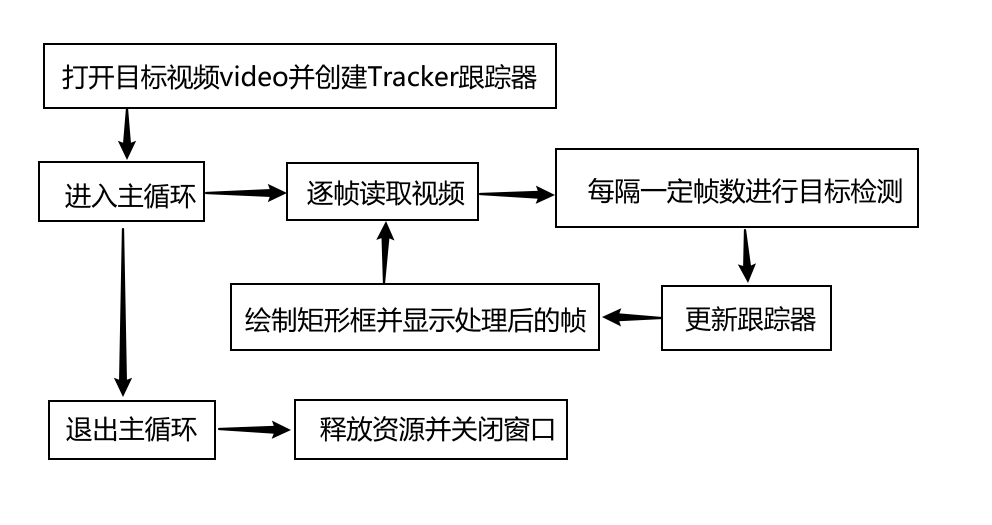 打开目标视频video并创建Tracker跟踪器
进入主循环
逐帧读取视频
每隔一定帧数进行目标检测
绘制矩形框并显示处理后的帧
更新跟踪器
退出主循环
释放资源并关闭窗口